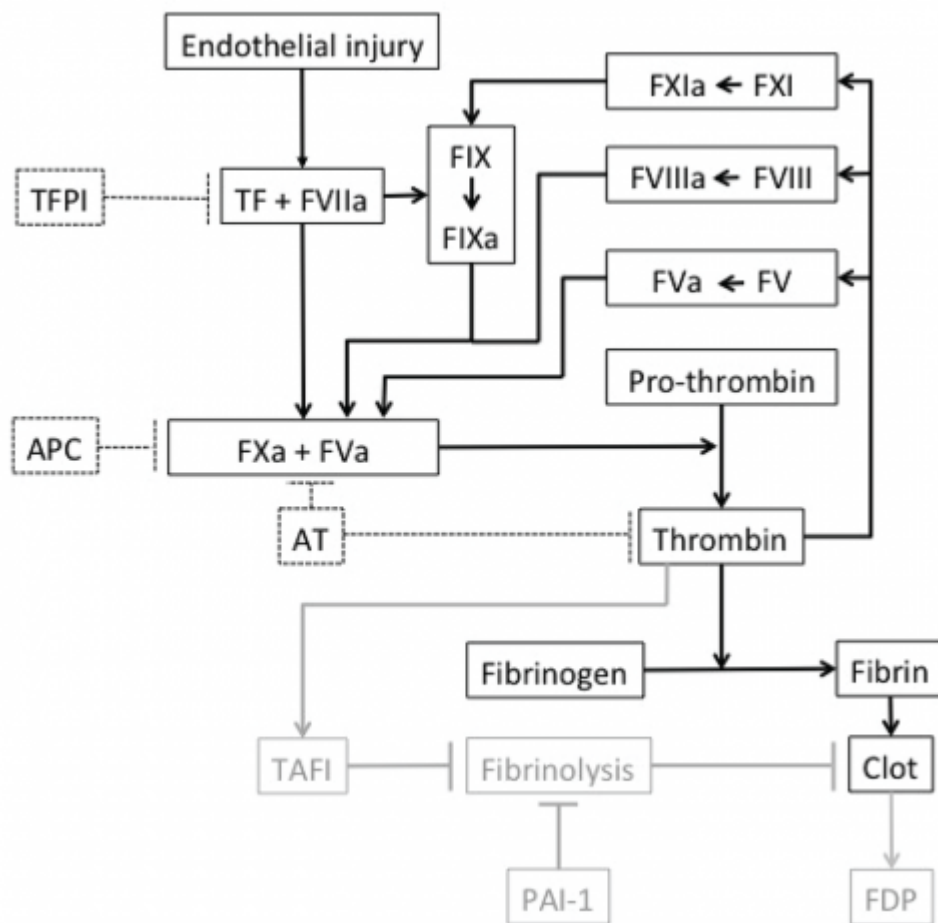 Endothelial injury
FXIa ← FXI
FIX
FIXa
TFPI
TF + FVIIa
FVIIIa ← FVIII
FVa ← FV
Pro-thrombin
APC
FXa + FVa
AT
Thrombin
Fibrinogen
Fibrin
TAFI
Fibrinolysis
Clot
PAI-1
FDP